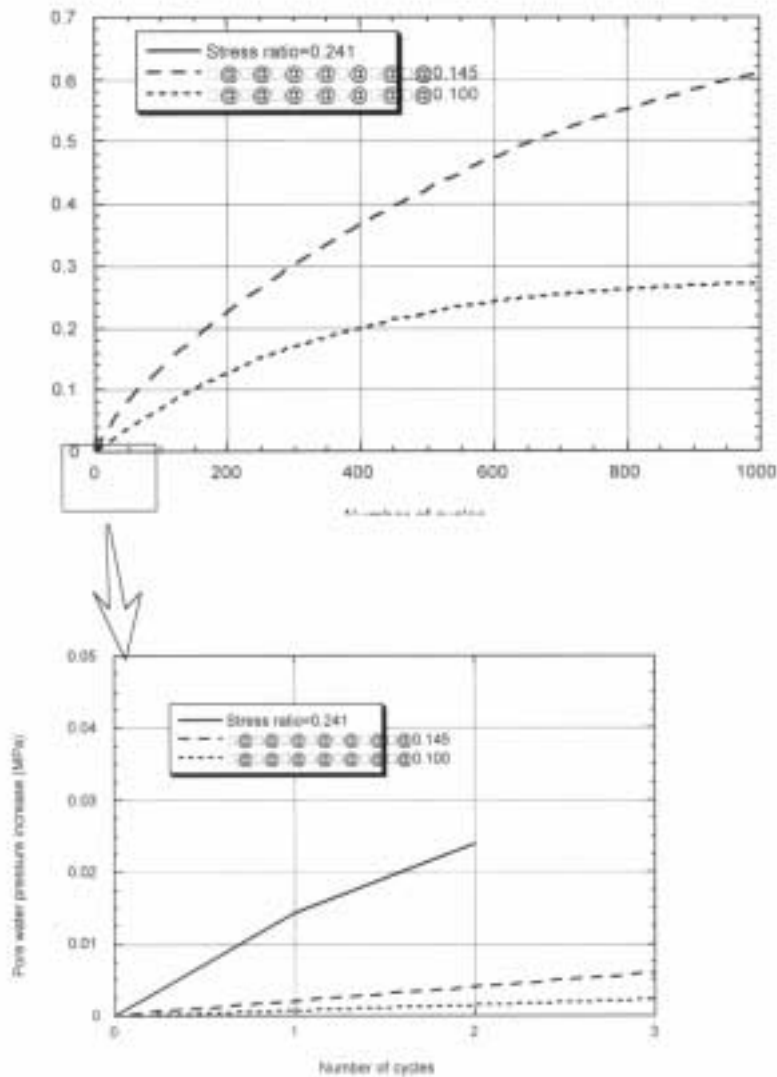 0.7
0.6
0.5
0.4
0.3
0.2
0.1
0
Stress ratio=0.241
@ @ @ @ @ @ @0.145
@ @ @ @ @ @ @0.100
0 200 400 600 800 1000
Number of cycles
0.05
0.04
0.03
0.02
0.01
0
Pore water pressure increase (MPa)
Stress ratio=0.241
@ @ @ @ @ @ @0.145
@ @ @ @ @ @ @0.100
0 1 2 3
Number of cycles